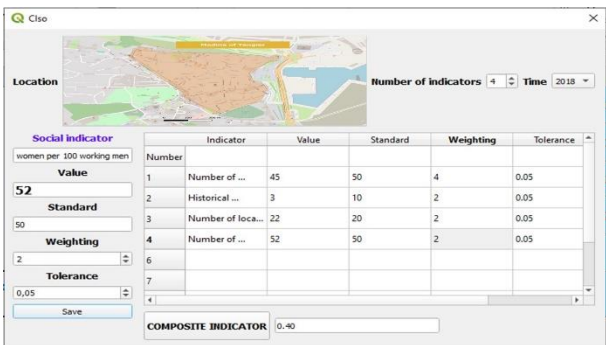 CIso
Location
Number of indicators 4 Time 2018
Social indicator
women per 100 working men
Value
52
Standard
50
Weighting
2
Tolerance
0,05
Save
Indicator Value Standard Weighting Tolerance
Number
1 Number of ... 45 50 4 0.05
2 Historical ... 3 10 2 0.05
3 Number of loca... 22 20 2 0.05
4 Number of ... 52 50 2 0.05
6
7
COMPOSITE INDICATOR 0.40